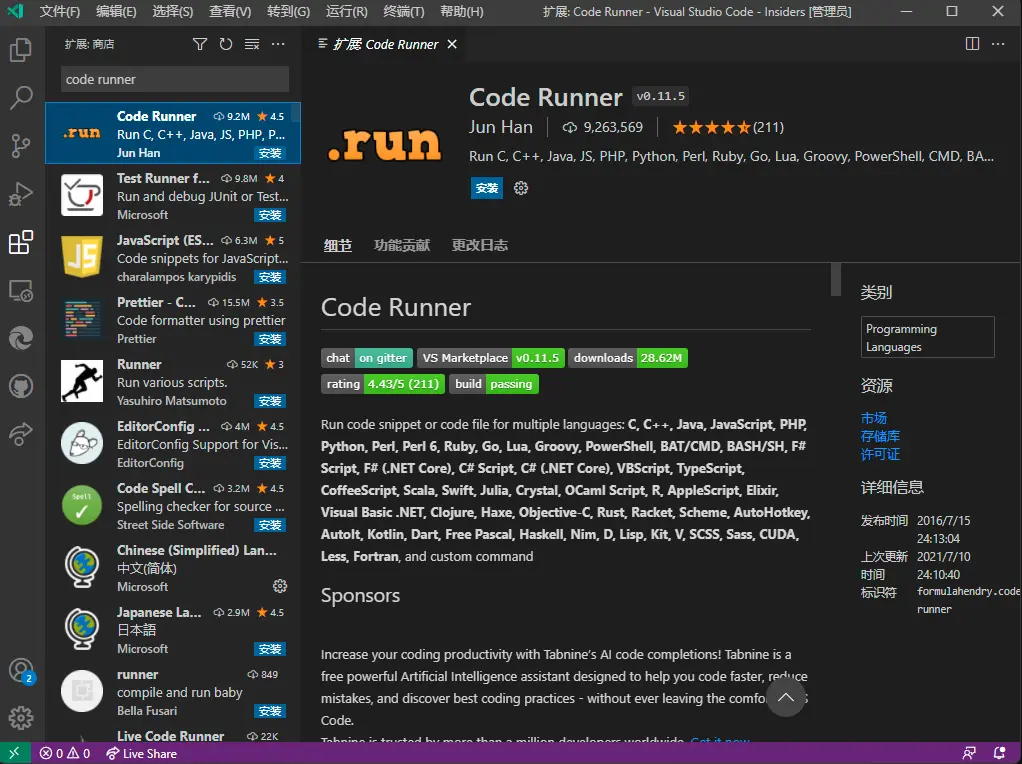 文件(F) 编辑(E) 选择(S) 查看(V) 转到(G) 运行(R) 终端(T) 帮助(H) 扩展: Code Runner - Visual Studio Code - Insiders [管理员]
扩展: 商店
code runner
Code Runner 9.2M 4.5
Run C, C++, Java, JS, PHP, P...
Jun Han 安装
.run
Test Runner f... 9.8M 4
Run and debug JUnit or Test...
Microsoft 安装
JavaScript (ES... 6.3M 5
Code snippets for JavaScript...
charalampos karypidis 安装
JS
Prettier - C... 15.5M 3.5
Code formatter using prettier
Prettier 安装
Runner 52K 3
Run various scripts.
Yasuhiro Matsumoto 安装
EditorConfig ... 4M 4.5
EditorConfig Support for Vis...
EditorConfig 安装
Code Spell C... 3.2M 4.5
Spelling checker for source ...
Street Side Software 安装
Spell
Chinese (Simplified) Lan...
中文(简体)
Microsoft
Japanese La... 2.9M 4.5
日本語
Microsoft 安装
runner 849
compile and run baby
Bella Fusari 安装
Live Code Runner 22K
2
扩展: Code Runner
.run
Code Runner v0.11.5
Jun Han 9,263,569 (211)
Run C, C++, Java, JS, PHP, Python, Perl, Ruby, Go, Lua, Groovy, PowerShell, CMD, BA...
安装
细节 功能贡献 更改日志
Code Runner
chat on gitter VS Marketplace v0.11.5 downloads 28.62M
rating 4.43/5 (211) build passing
Run code snippet or code file for multiple languages: C, C++, Java, JavaScript, PHP,
Python, Perl, Perl 6, Ruby, Go, Lua, Groovy, PowerShell, BAT/CMD, BASH/SH, F#
Script, F# (.NET Core), C# Script, C# (.NET Core), VBScript, TypeScript,
CoffeeScript, Scala, Swift, Julia, Crystal, OCaml Script, R, AppleScript, Elixir,
Visual Basic .NET, Clojure, Haxe, Objective-C, Rust, Racket, Scheme, AutoHotkey,
AutoIt, Kotlin, Dart, Free Pascal, Haskell, Nim, D, Lisp, Kit, V, SCSS, Sass, CUDA,
Less, Fortran, and custom command
Sponsors
Increase your coding productivity with Tabnine's AI code completions! Tabnine is a
free powerful Artificial Intelligence assistant designed to help you code faster, reduce
mistakes, and discover best coding practices - without ever leaving the comfo S
Code.
Tabnine is trusted by more than a million developers worldwide. Get it now
类别
Programming
Languages
资源
市场
存储库
许可证
详细信息
发布时间 2016/7/15
24:13:04
上次更新 2021/7/10
时间 24:10:40
标识符 formulahendry.code
runner
0 0 Live Share